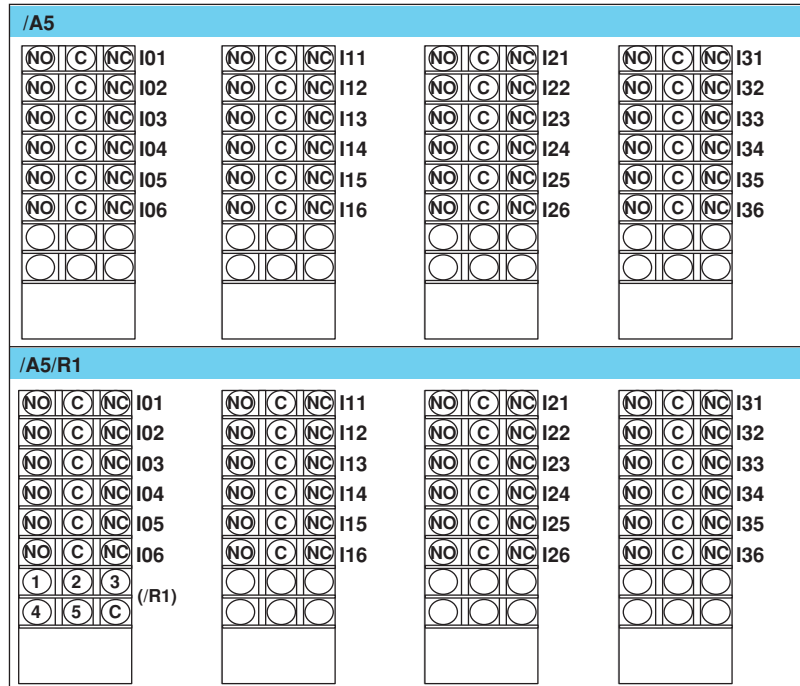 /A5
NO C NC I01 NO C NC I11 NO C NC I21 NO C NC I31
NO C NC I02 NO C NC I12 NO C NC I22 NO C NC I32
NO C NC I03 NO C NC I13 NO C NC I23 NO C NC I33
NO C NC I04 NO C NC I14 NO C NC I24 NO C NC I34
NO C NC I05 NO C NC I15 NO C NC I25 NO C NC I35
NO C NC I06 NO C NC I16 NO C NC I26 NO C NC I36
/A5/R1
NO C NC I01 NO C NC I11 NO C NC I21 NO C NC I31
NO C NC I02 NO C NC I12 NO C NC I22 NO C NC I32
NO C NC I03 NO C NC I13 NO C NC I23 NO C NC I33
NO C NC I04 NO C NC I14 NO C NC I24 NO C NC I34
NO C NC I05 NO C NC I15 NO C NC I25 NO C NC I35
NO C NC I06 NO C NC I16 NO C NC I26 NO C NC I36
1 2 3
(/R1)
4 5 C